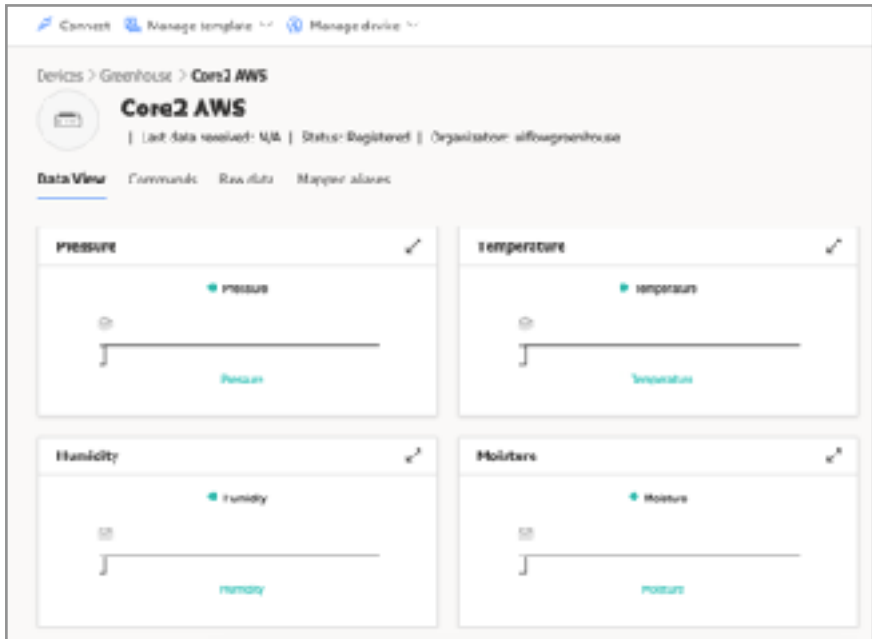 Connect Manage template Manage device
Devices > Greenhouse > Core2 AWS
Core2 AWS
| Last data received: N/A | Status: Registered | Organization:
Data View Commands Raw data Mapped aliases
Pressure
Pressure
Pressure
Temperature
Temperature
Temperature
Humidity
Humidity
Humidity
Moisture
Moisture
Moisture